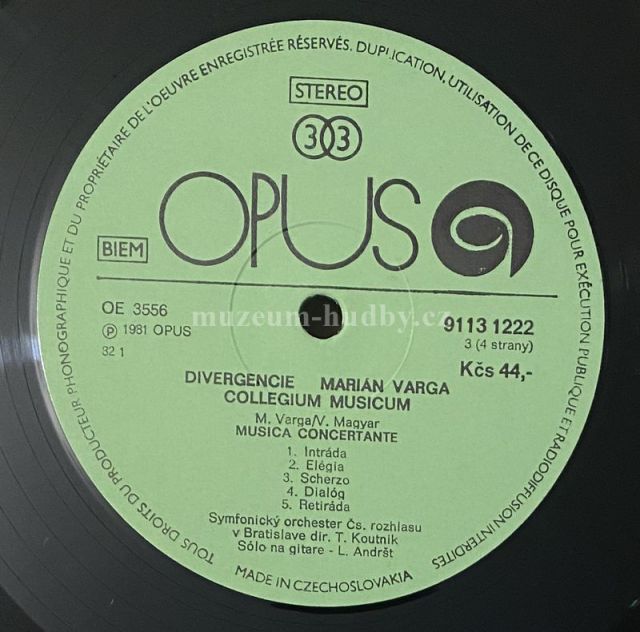 TOUS DROITS DU PRODUCTEUR PHONOGRAPHIQUE ET DU PROPRIÉTAIRE DE L'OEUVRE ENREGISTRÉE RÉSERVÉS. DUPLICATION, UTILISATION DE CE DISQUE POUR EXÉCUTION PUBLIQUE ET RADIODIFFUSION INTERDITES
STEREO
33
OPUS
BIEM
OE 3556
Ⓟ 1981 OPUS
32 1
muzeum-hudby.cz
9113 1222
3 (4 strany)
Kčs 44,-
DIVERGENCIE MARIÁN VARGA
COLLEGIUM MUSICUM
M. Varga/V. Magyar
MUSICA CONCERTANTE
1. Intráda
2. Elégia
3. Scherzo
4. Dialóg
5. Retiráda
Symfonický orchester Čs. rozhlasu
v Bratislave dir. T. Koutnik
Sólo na gitare - L. Andršt
MADE IN CZECHOSLOVAKIA